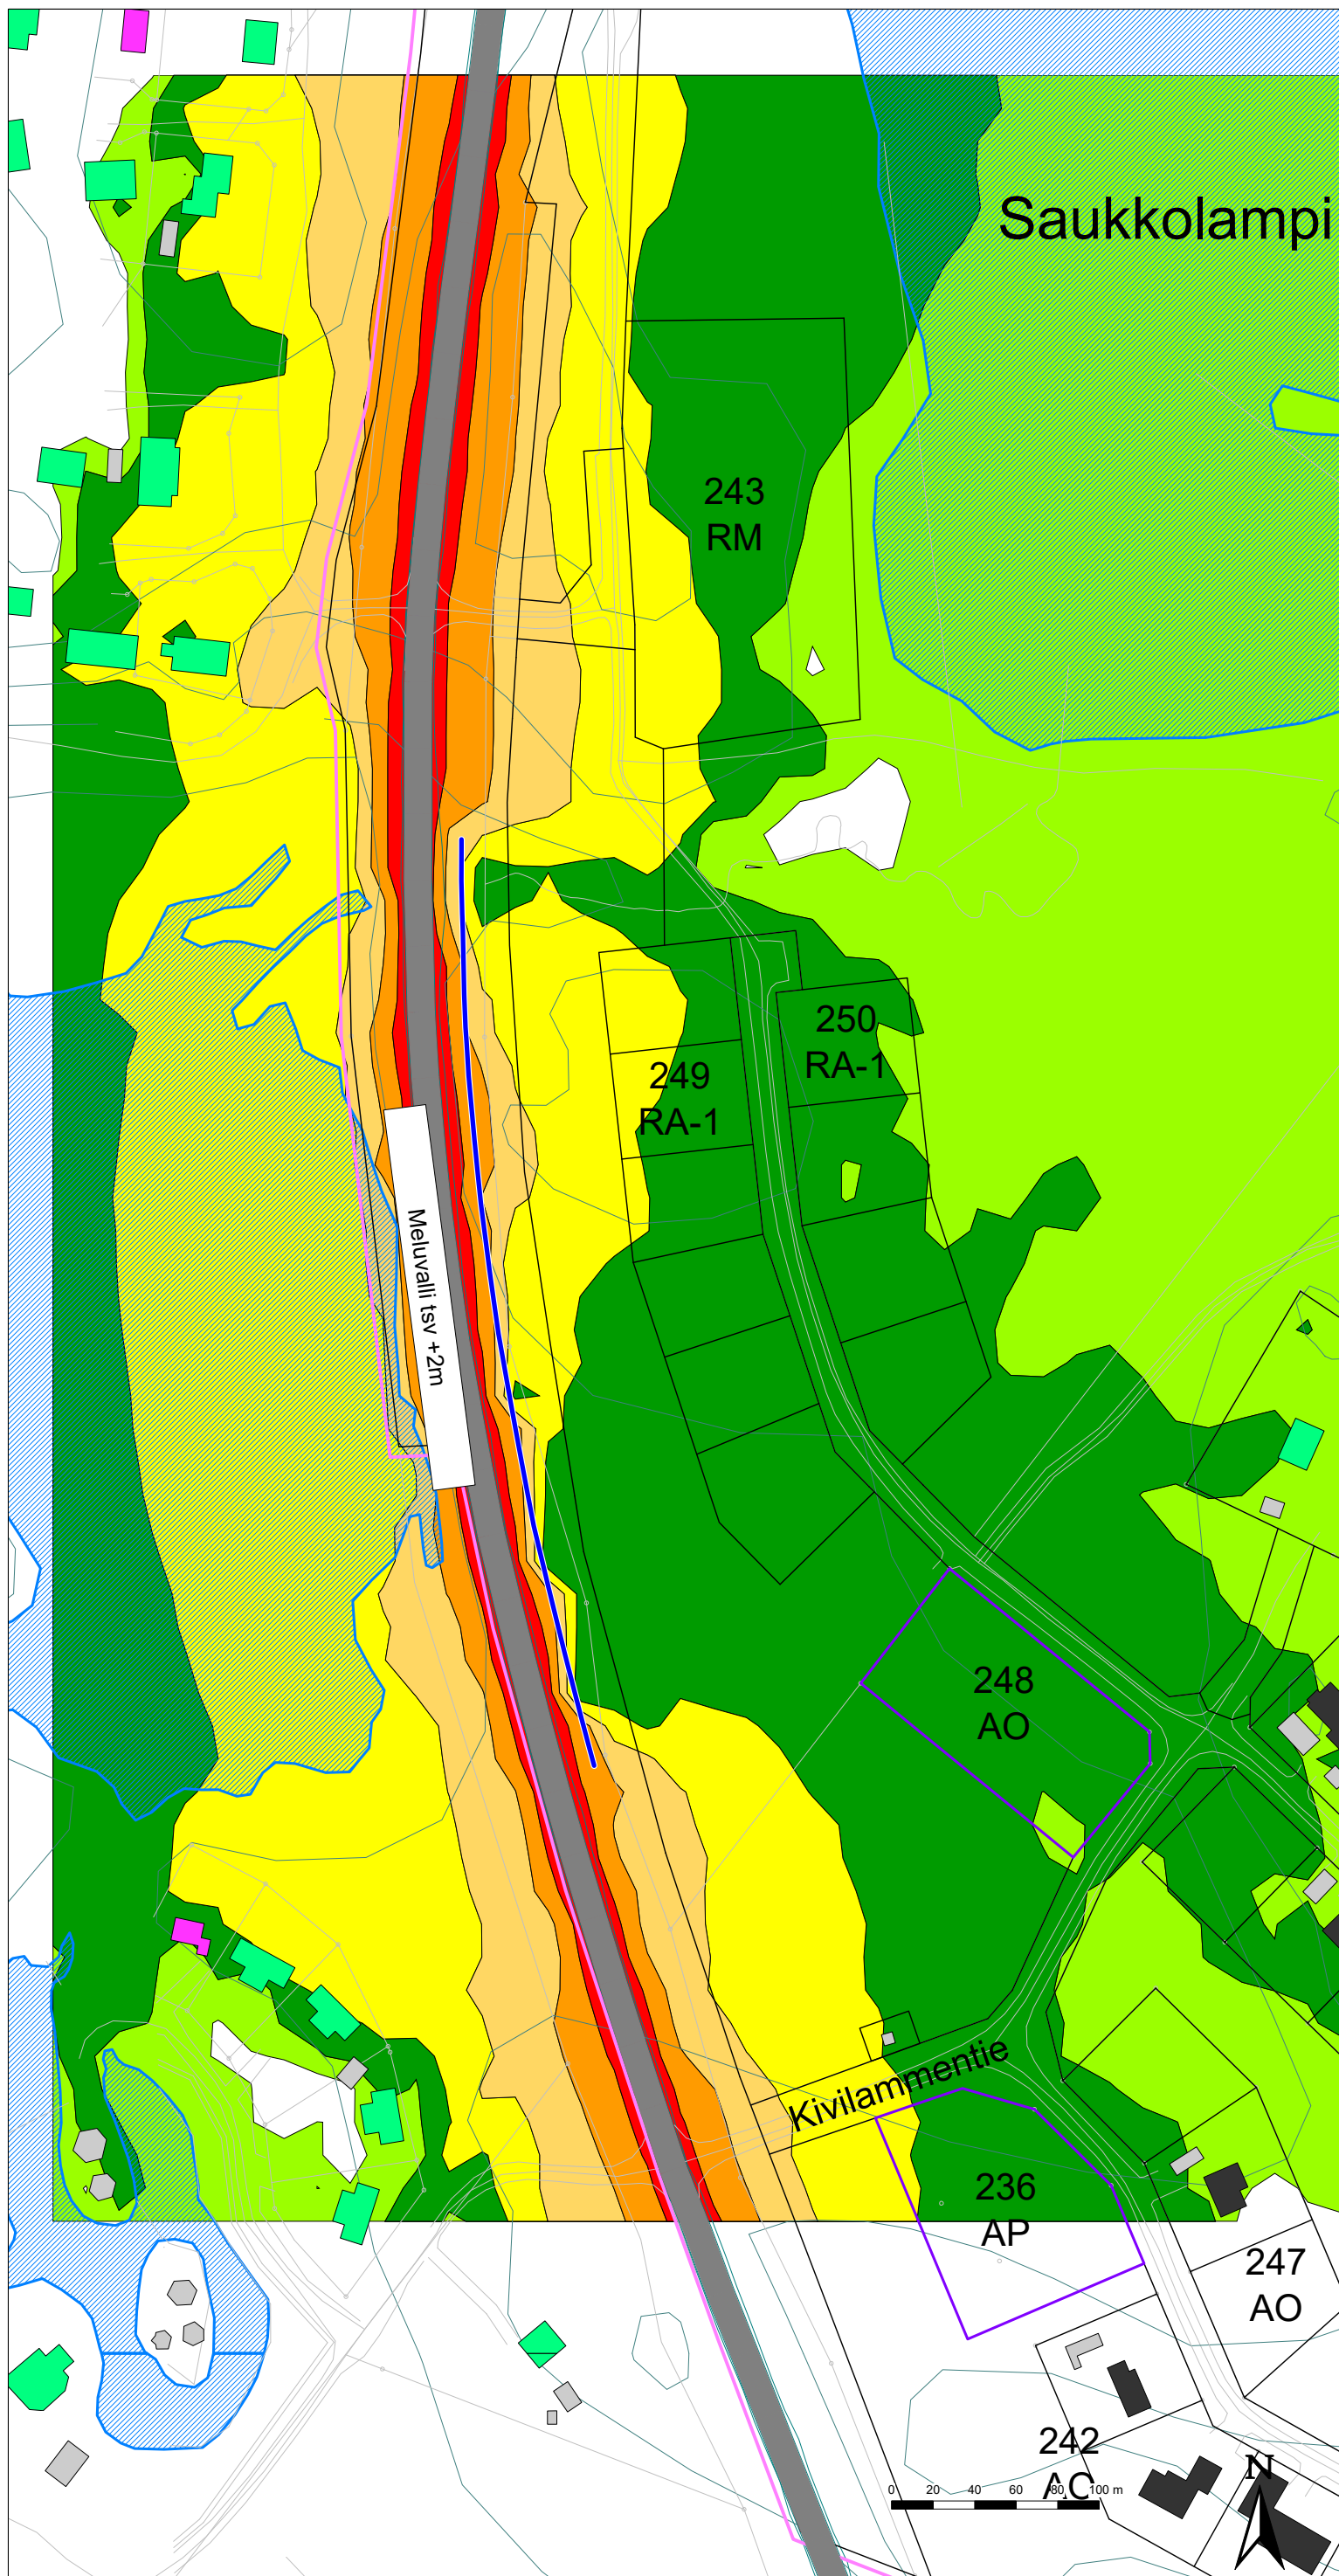 Saukkolampi
243
RM
250
RA-1
249
RA-1
Meluvalli tsv +2m
248
AO
Kivilammentie
236
AP
247
AO
242
AO
N
0 20 40 60 80 100 m